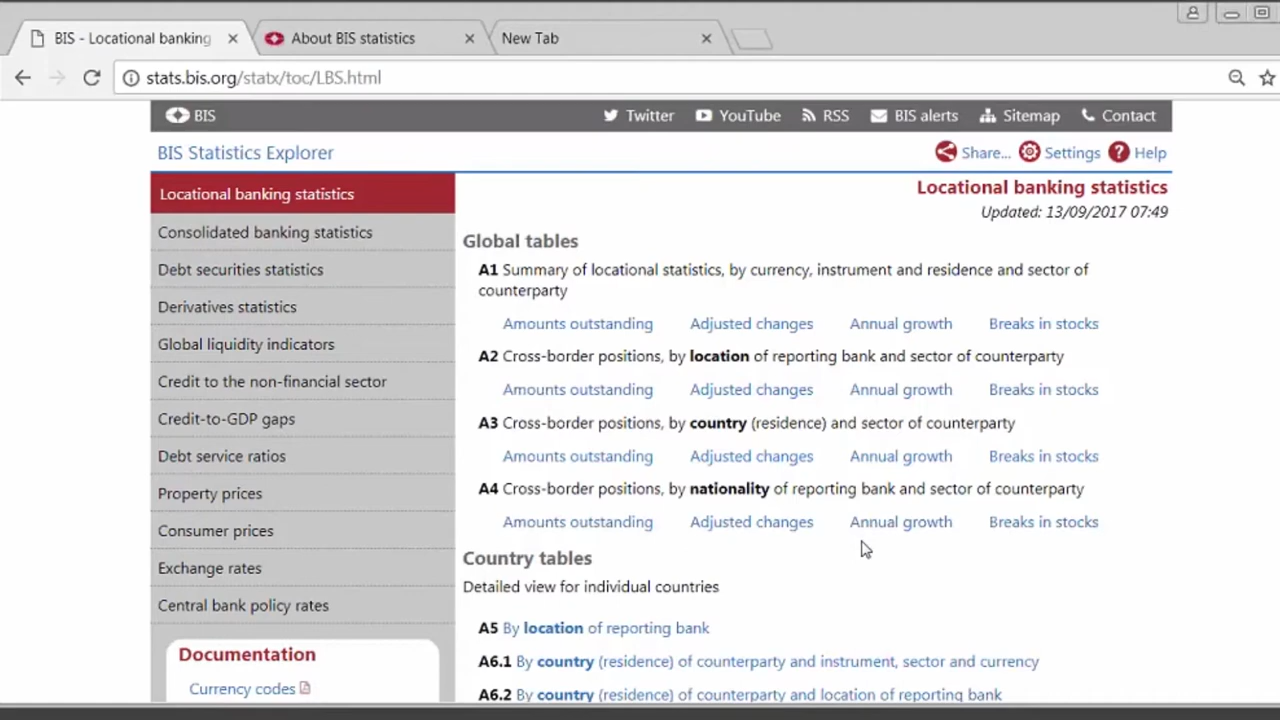 BIS - Locational banking
About BIS statistics
New Tab
stats.bis.org/statx/toc/LBS.html
BIS
Twitter
YouTube
RSS
BIS alerts
Sitemap
Contact
BIS Statistics Explorer
Share...
Settings
Help
Locational banking statistics
Consolidated banking statistics
Debt securities statistics
Derivatives statistics
Global liquidity indicators
Credit to the non-financial sector
Credit-to-GDP gaps
Debt service ratios
Property prices
Consumer prices
Exchange rates
Central bank policy rates
Documentation
Currency codes
Locational banking statistics
Updated: 13/09/2017 07:49
Global tables
A1 Summary of locational statistics, by currency, instrument and residence and sector of
counterparty
Amounts outstanding Adjusted changes Annual growth Breaks in stocks
A2 Cross-border positions, by location of reporting bank and sector of counterparty
Amounts outstanding Adjusted changes Annual growth Breaks in stocks
A3 Cross-border positions, by country (residence) and sector of counterparty
Amounts outstanding Adjusted changes Annual growth Breaks in stocks
A4 Cross-border positions, by nationality of reporting bank and sector of counterparty
Amounts outstanding Adjusted changes Annual growth Breaks in stocks
Country tables
Detailed view for individual countries
A5 By location of reporting bank
A6.1 By country (residence) of counterparty and instrument, sector and currency
A6.2 By country (residence) of counterparty and location of reporting bank